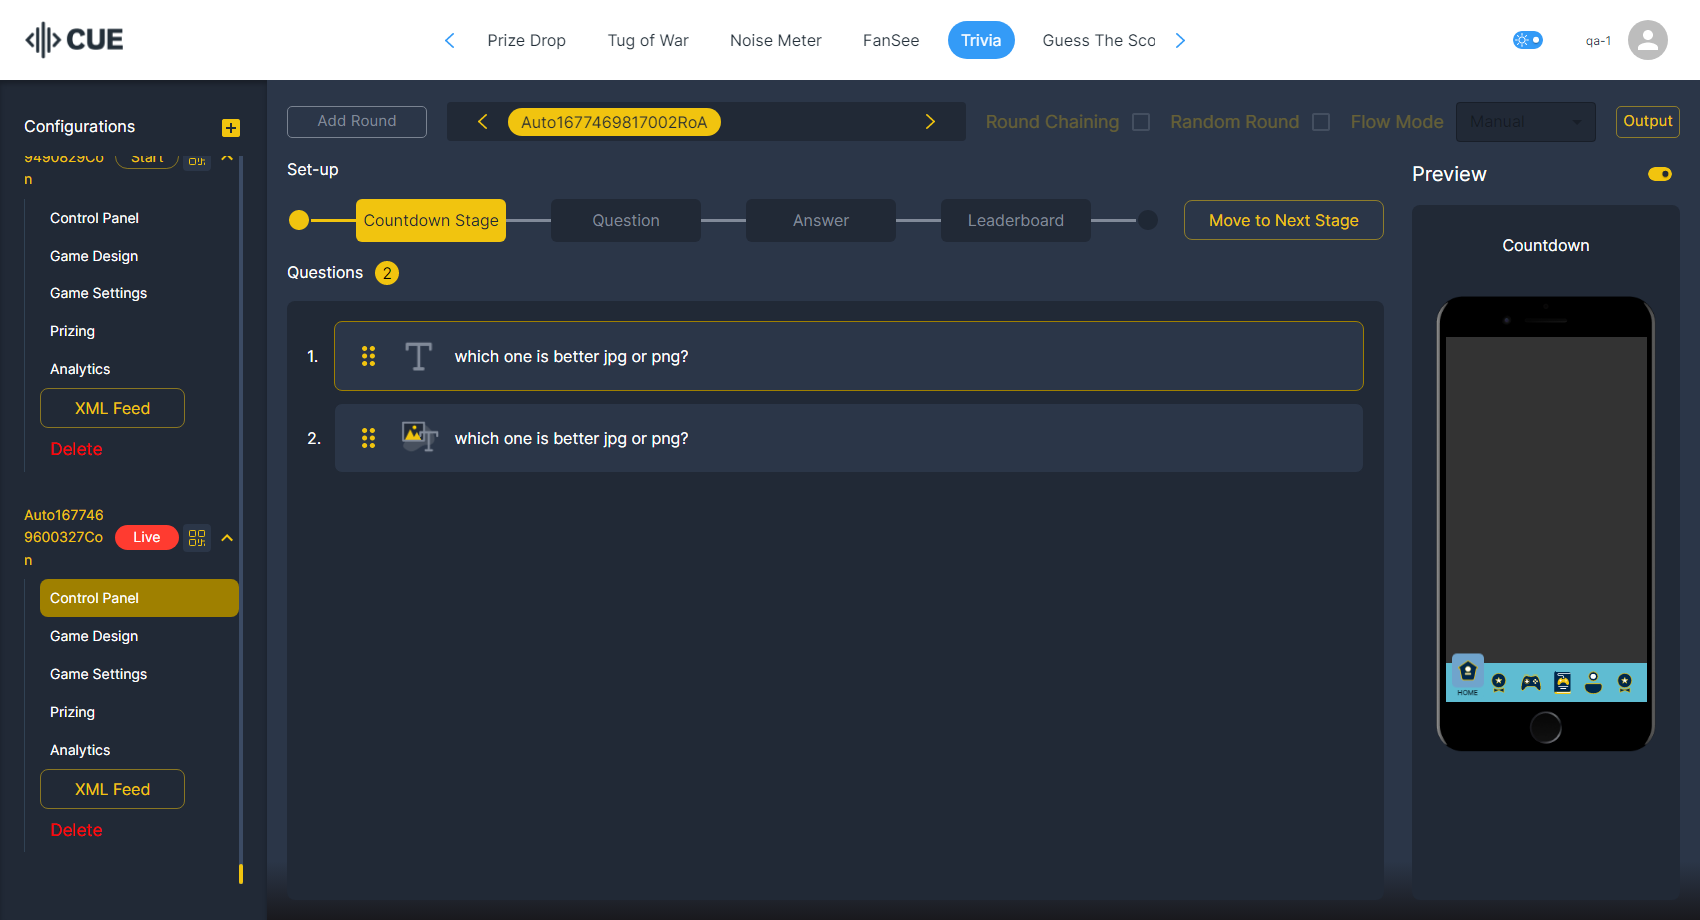 CUE
Prize Drop
Tug of War
Noise Meter
FanSee
Trivia
Guess The Sco
qa-1
Configurations
9490829Co
n
Start
Control Panel
Game Design
Game Settings
Prizing
Analytics
XML Feed
Delete
Auto167746
9600327Co
n
Live
Control Panel
Game Design
Game Settings
Prizing
Analytics
XML Feed
Delete
Add Round
Auto1677469817002RoA
Round Chaining
Random Round
Flow Mode
Manual
Output
Set-up
Countdown Stage
Question
Answer
Leaderboard
Move to Next Stage
Questions 2
1. which one is better jpg or png?
2. which one is better jpg or png?
Preview
Countdown
HOME